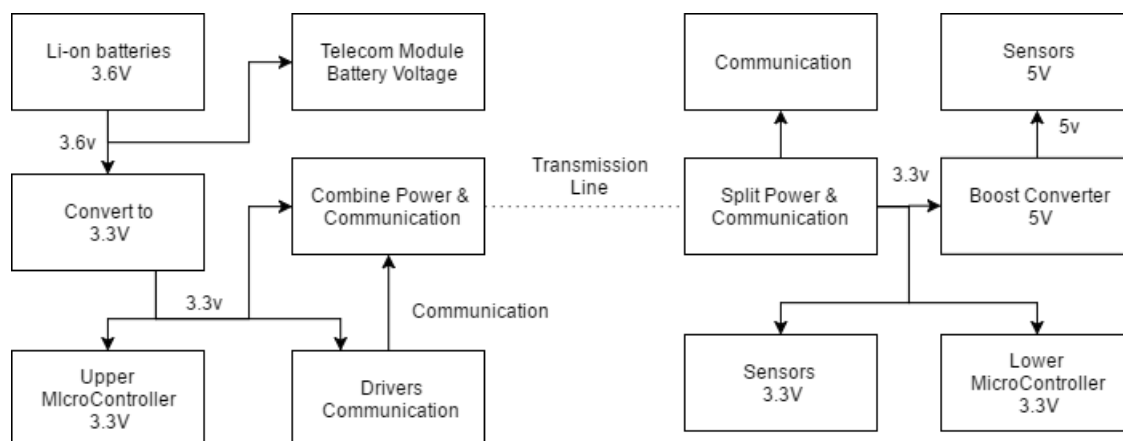 Li-on batteries
3.6V
Telecom Module
Battery Voltage
Communication
Sensors
5V
3.6v
5v
Convert to
3.3V
Combine Power &
Communication
Transmission
Line
Split Power &
Communication
3.3v
Boost Converter
5V
3.3v
Communication
Upper
MIcroController
3.3V
Drivers
Communication
Sensors
3.3V
Lower
MicroController
3.3V